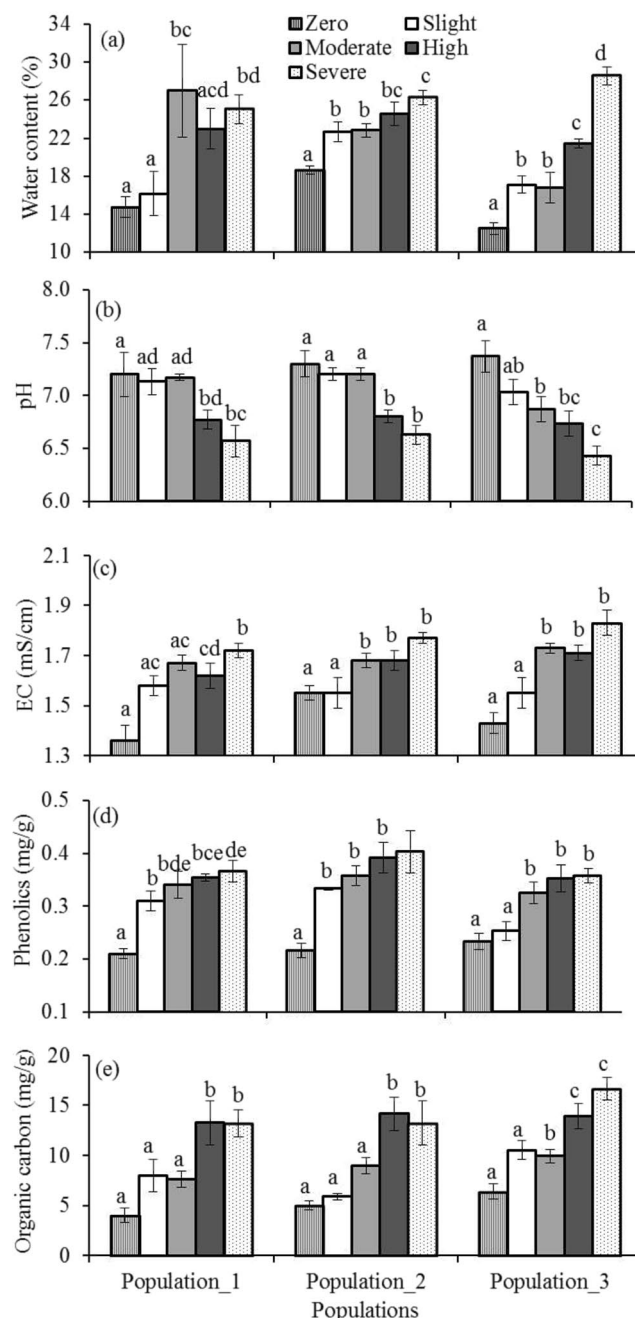 (a)
Zero Slight
Moderate High
Severe
Water content (%)
34
30
26
22
18
14
10
a a bc acd bd
a b b bc c
a b b c d
(b)
pH
8.0
7.5
7.0
6.5
6.0
a ad ad bd bc
a a a b b
a ab b bc c
(c)
EC (mS/cm)
2.1
1.9
1.7
1.5
1.3
a ac ac cd b
a a b b b
a a b b b
(d)
Phenolics (mg/g)
0.5
0.4
0.3
0.2
0.1
a b bde bce de
a b b b
a a b b b
(e)
Organic carbon (mg/g)
20
15
10
5
0
a a a b b
a a a b b
a a b c c
Population_1 Population_2 Population_3
Populations